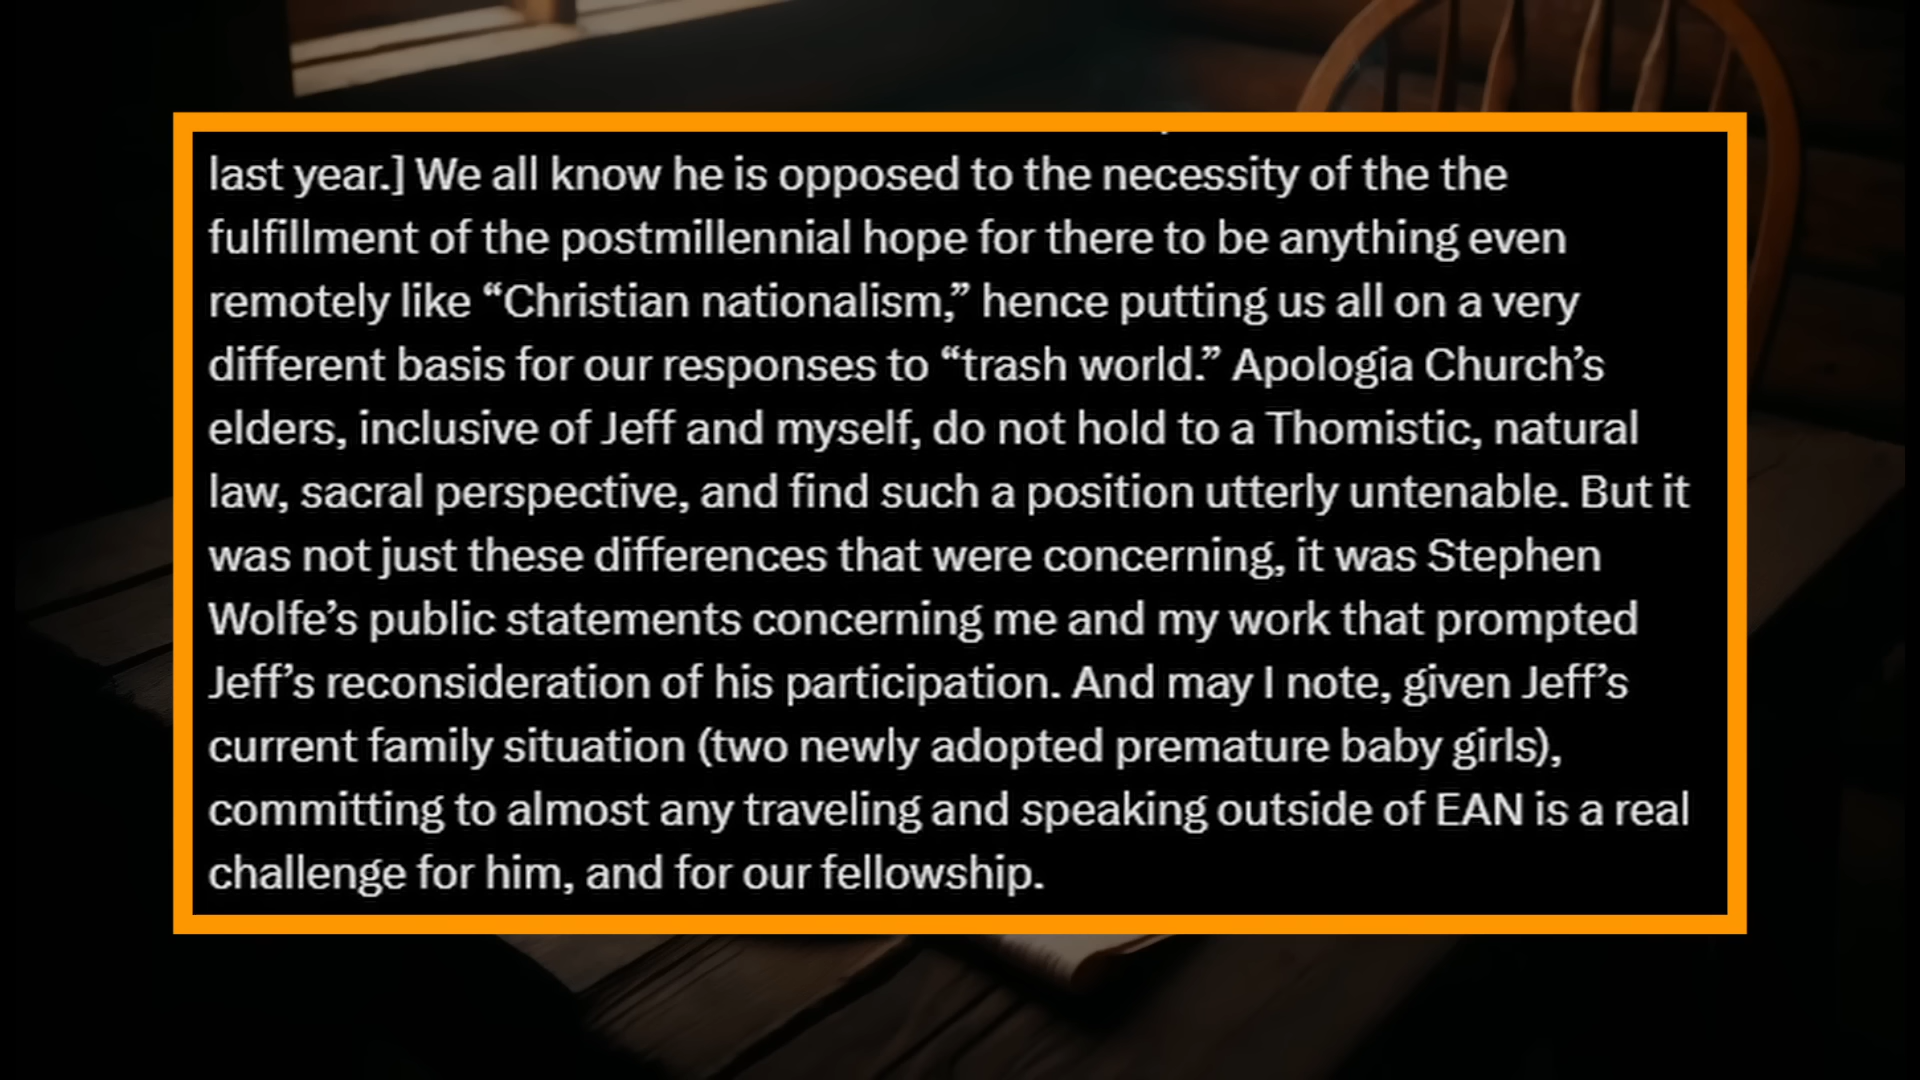 last year.] We all know he is opposed to the necessity of the the
fulfillment of the postmillennial hope for there to be anything even
remotely like “Christian nationalism,” hence putting us all on a very
different basis for our responses to “trash world.” Apologia Church’s
elders, inclusive of Jeff and myself, do not hold to a Thomistic, natural
law, sacral perspective, and find such a position utterly untenable. But it
was not just these differences that were concerning, it was Stephen
Wolfe’s public statements concerning me and my work that prompted
Jeff’s reconsideration of his participation. And may I note, given Jeff’s
current family situation (two newly adopted premature baby girls),
committing to almost any traveling and speaking outside of EAN is a real
challenge for him, and for our fellowship.